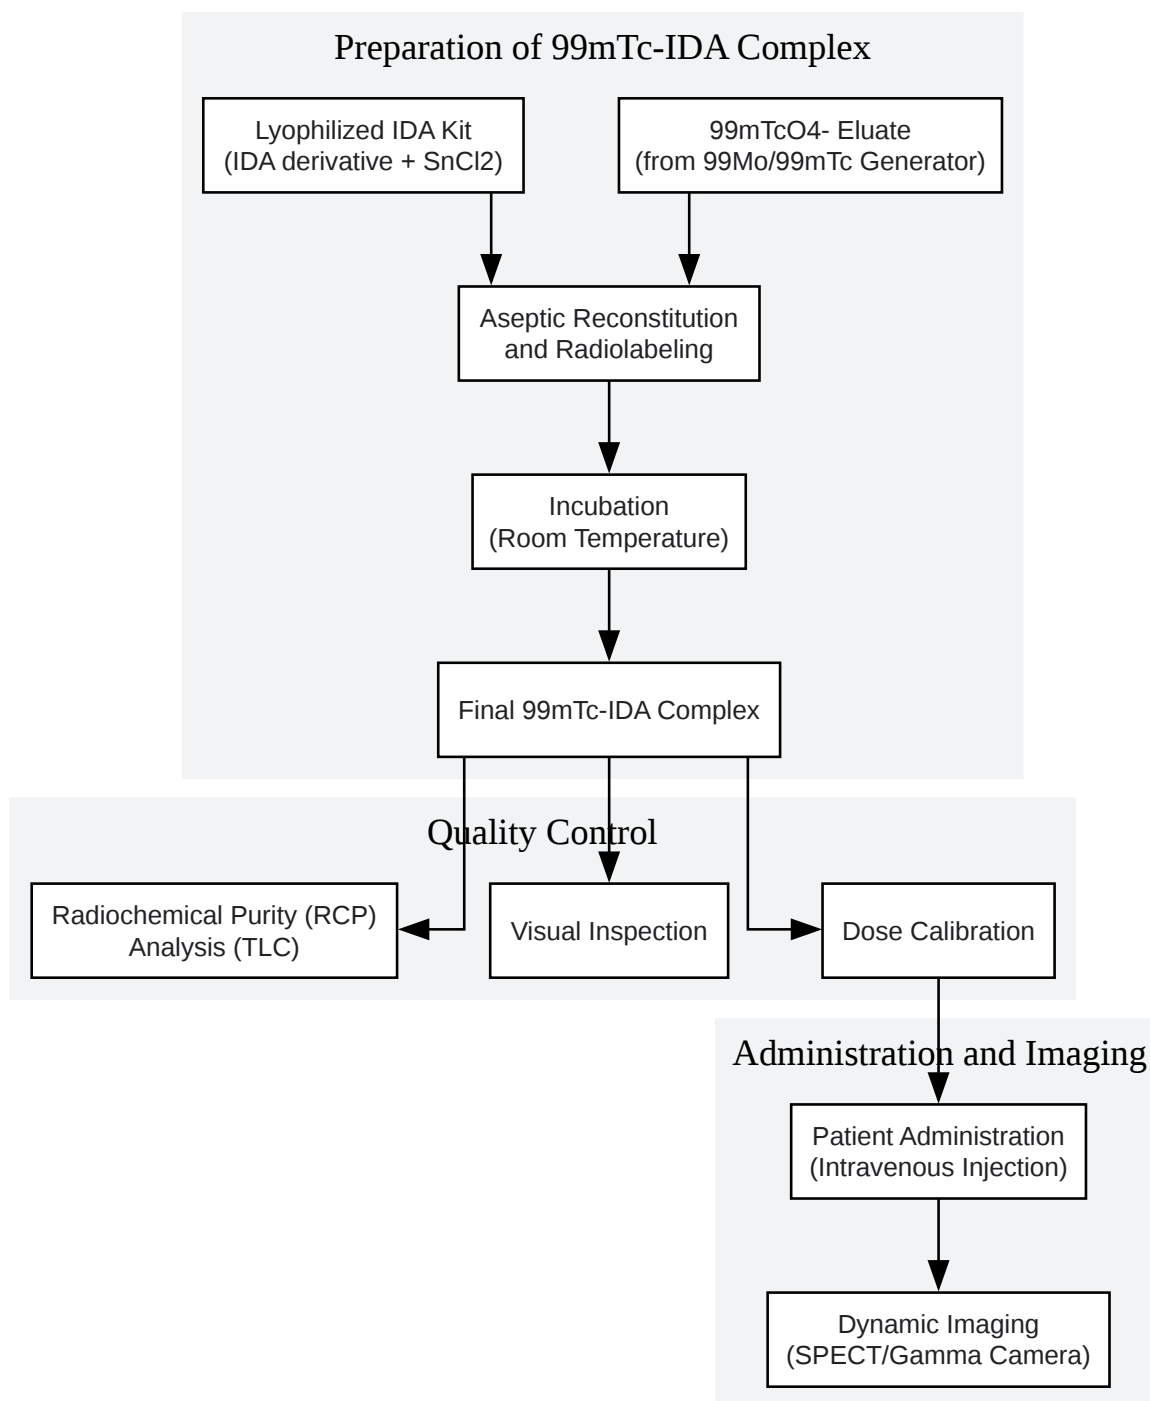 Preparation of 99mTc-IDA Complex
Lyophilized IDA Kit
(IDA derivative + SnCl2)
99mTcO4- Eluate
(from 99Mo/99mTc Generator)
Aseptic Reconstitution
and Radiolabeling
Incubation
(Room Temperature)
Final 99mTc-IDA Complex
Quality Control
Radiochemical Purity (RCP)
Analysis (TLC)
Visual Inspection
Dose Calibration
Administration and Imaging
Patient Administration
(Intravenous Injection)
Dynamic Imaging
(SPECT/Gamma Camera)